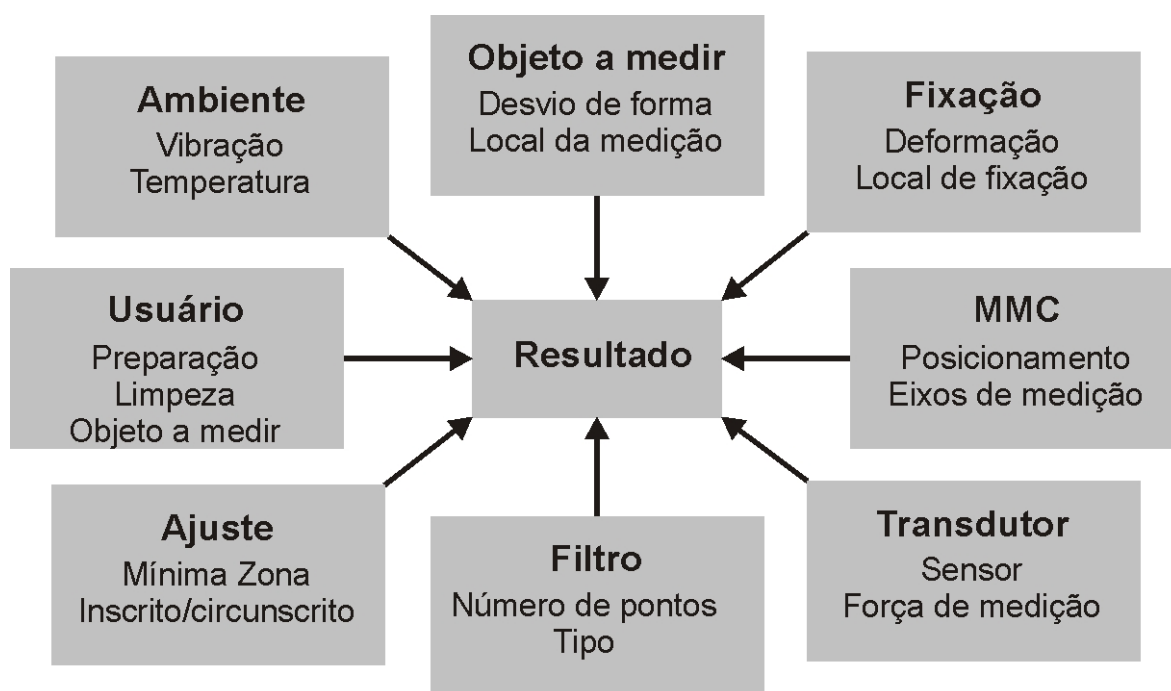 Ambiente
Vibração
Temperatura
Objeto a medir
Desvio de forma
Local da medição
Fixação
Deformação
Local de fixação
Usuário
Preparação
Limpeza
Objeto a medir
Resultado
MMC
Posicionamento
Eixos de medição
Ajuste
Mínima Zona
Inscrito/circunscrito
Filtro
Número de pontos
Tipo
Transdutor
Sensor
Força de medição